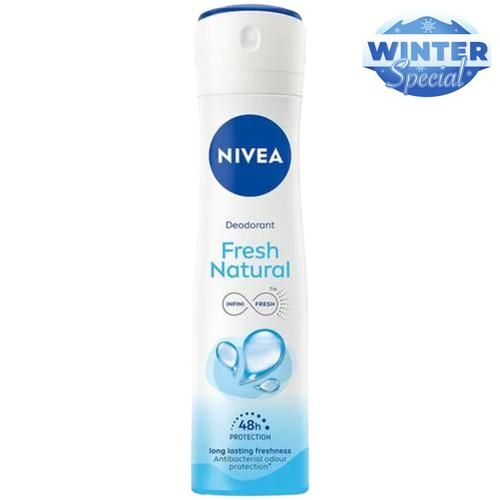 WINTER
Special
NIVEA
Deodorant
Fresh
Natural
TM
INFINI FRESH
48h
PROTECTION
long lasting freshness
Antibacterial odour
protection*